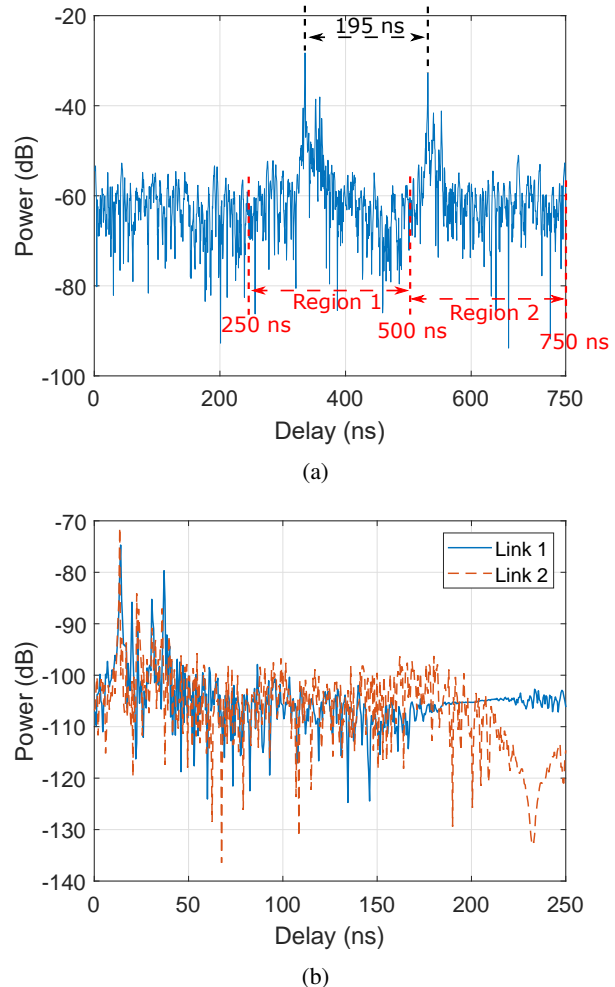 -20
195 ns
-40
Power (dB)
-60
-80
Region 1
Region 2
250 ns
500 ns
750 ns
-100
0
200
400
600
750
Delay (ns)
(a)
-70
Link 1
Link 2
-80
-90
-100
Power (dB)
-110
-120
-130
-140
0
50
100
150
200
250
Delay (ns)
(b)